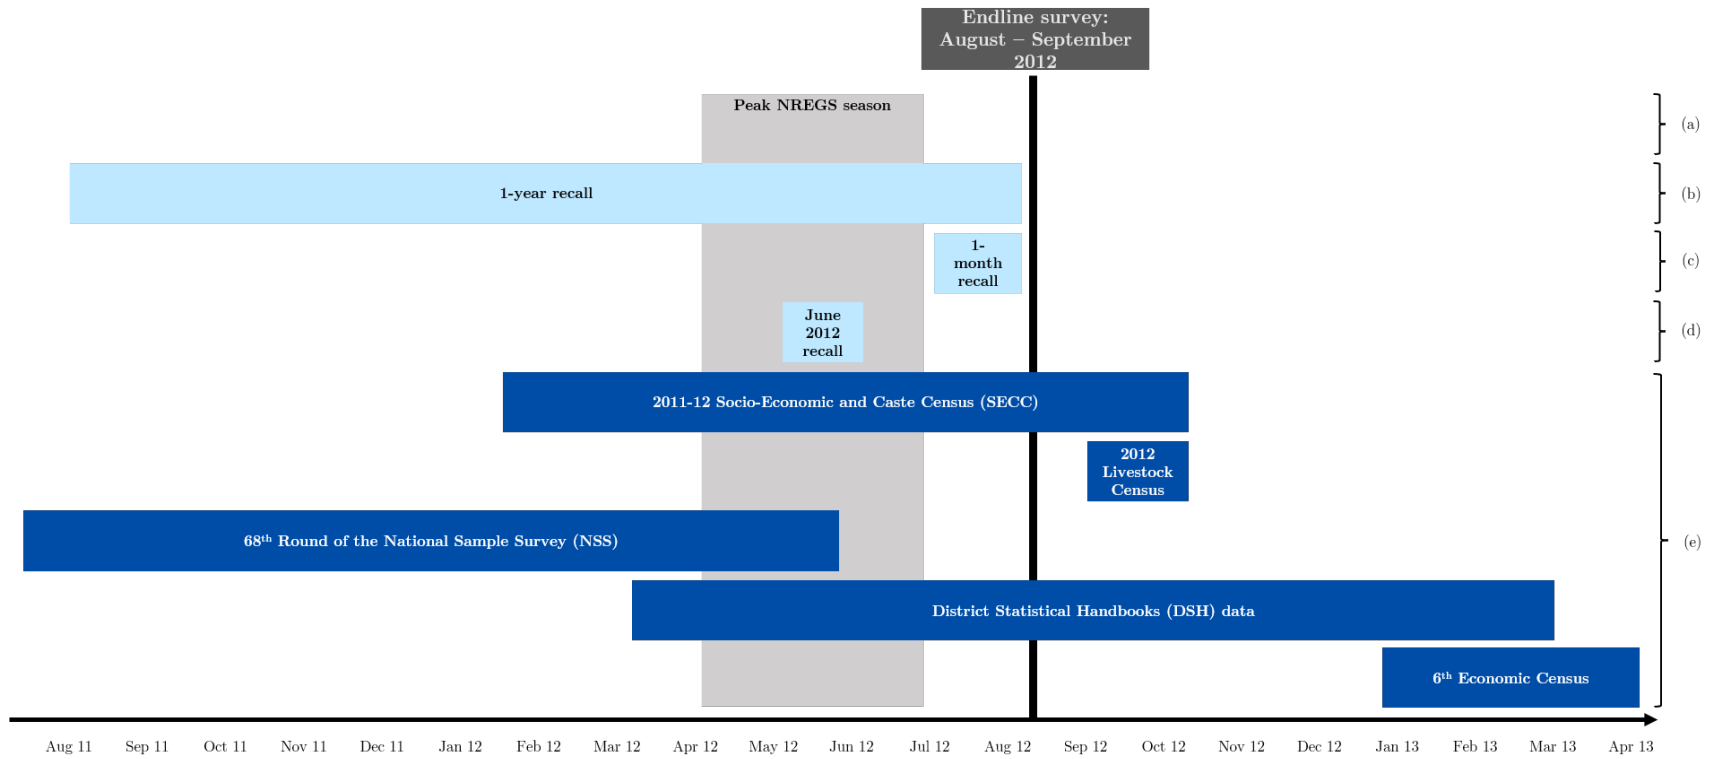 Endline survey:
August – September
2012
Peak NREGS season
(a)
1-year recall
(b)
1-
month
recall
(c)
June
2012
recall
(d)
2011-12 Socio-Economic and Caste Census (SECC)
2012
Livestock
Census
68th Round of the National Sample Survey (NSS)
(e)
District Statistical Handbooks (DSH) data
6th Economic Census
Aug 11 Sep 11 Oct 11 Nov 11 Dec 11 Jan 12 Feb 12 Mar 12 Apr 12 May 12 Jun 12 Jul 12 Aug 12 Sep 12 Oct 12 Nov 12 Dec 12 Jan 13 Feb 13 Mar 13 Apr 13